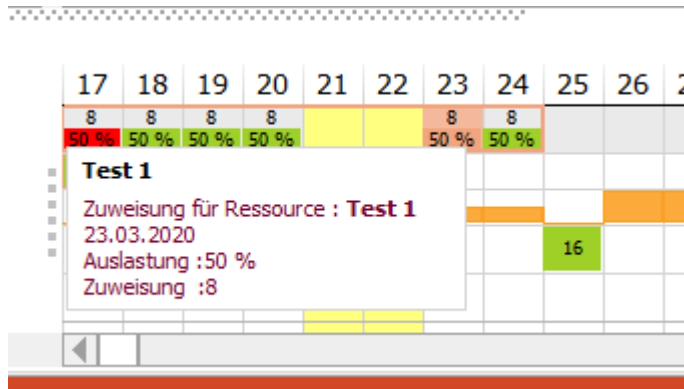 17 18 19 20 21 22 23 24 25 26
8 8 8 8 8 8
50 % 50 % 50 % 50 % 50 % 50 %
Test 1
Zuweisung für Ressource : Test 1
23.03.2020
16
Auslastung :50 %
Zuweisung :8